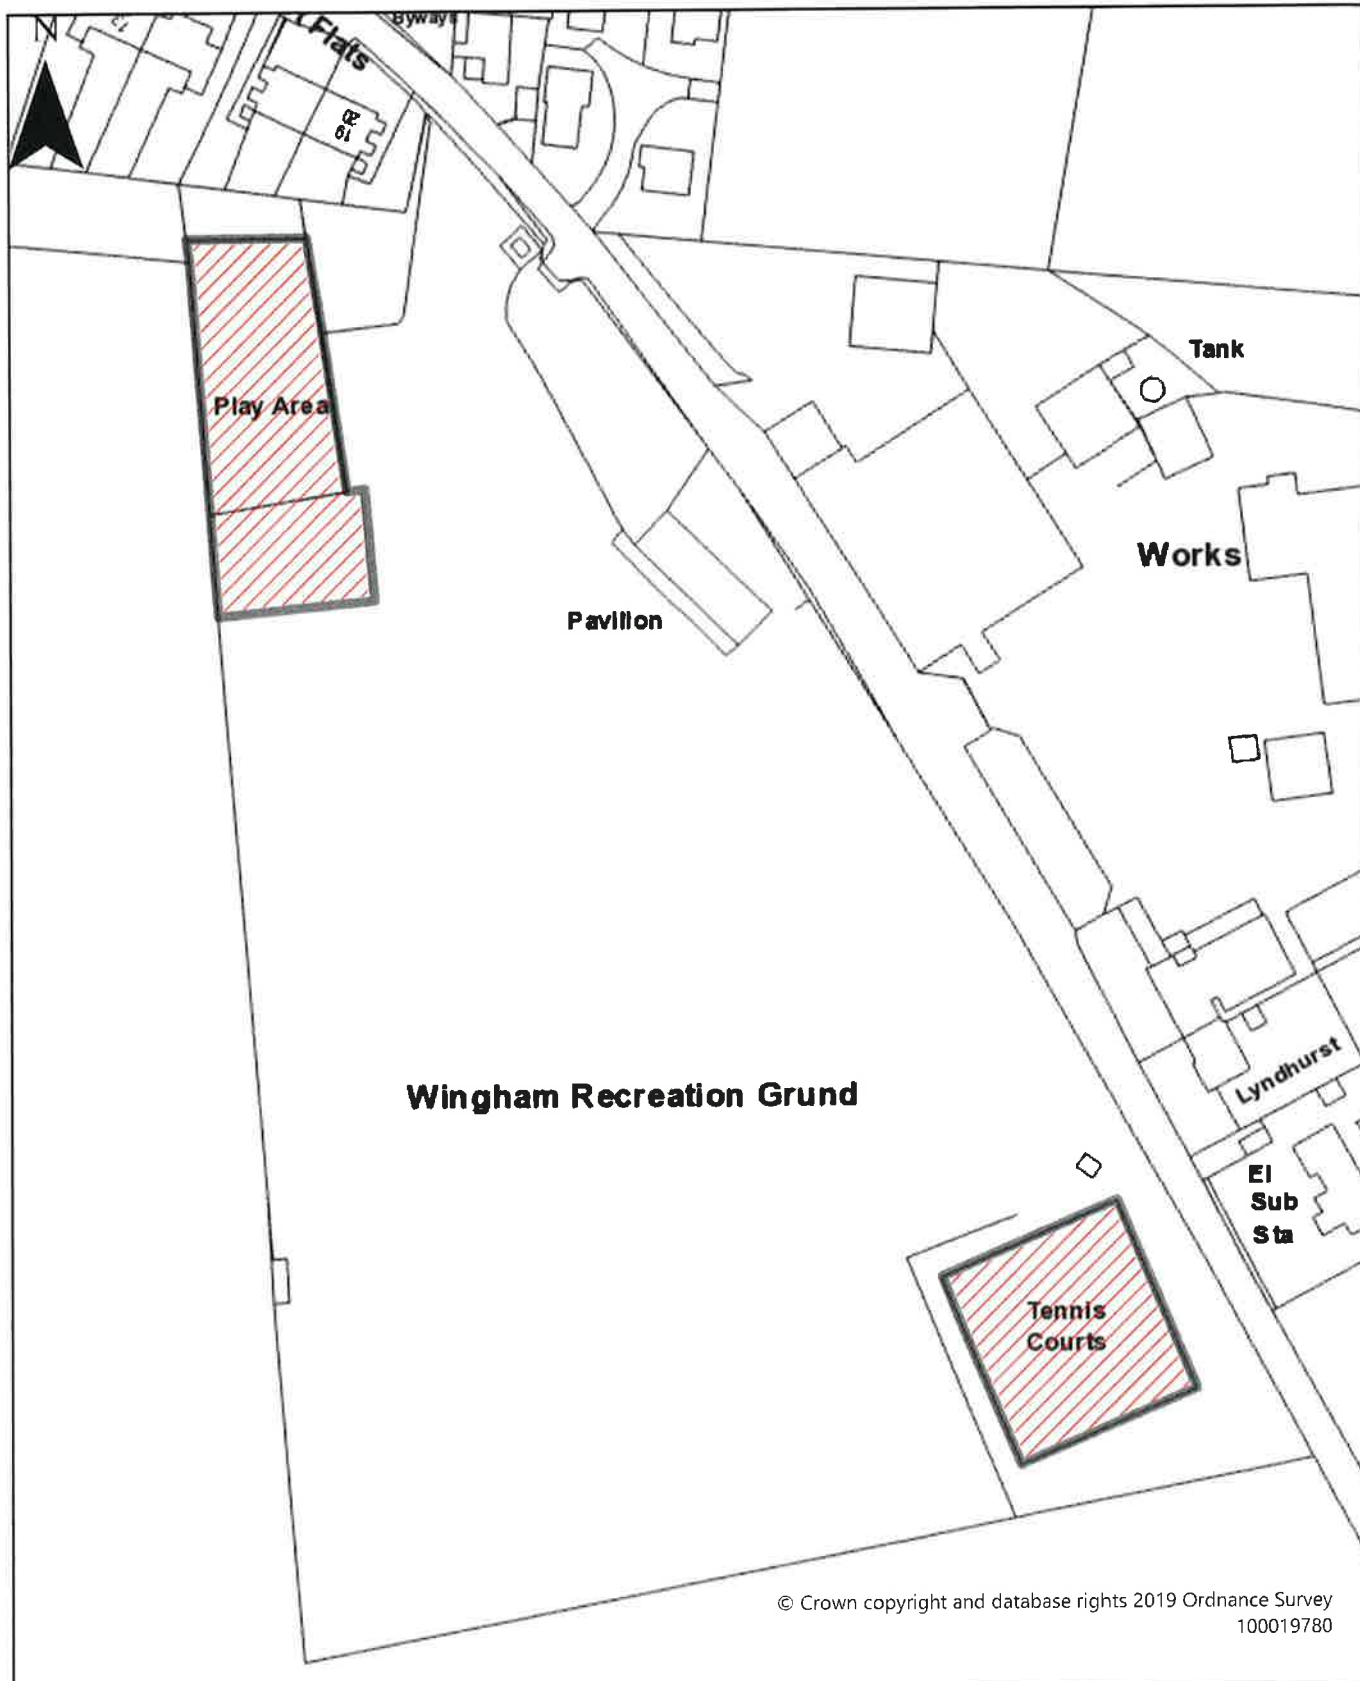 N
13
Flats
Byways
19
Tank
Play Area
Works
Pavilion
Wingham Recreation Grund
Lyndhurst
El
Sub
Sta
Tennis
Courts
© Crown copyright and database rights 2019 Ordnance Survey
100019780